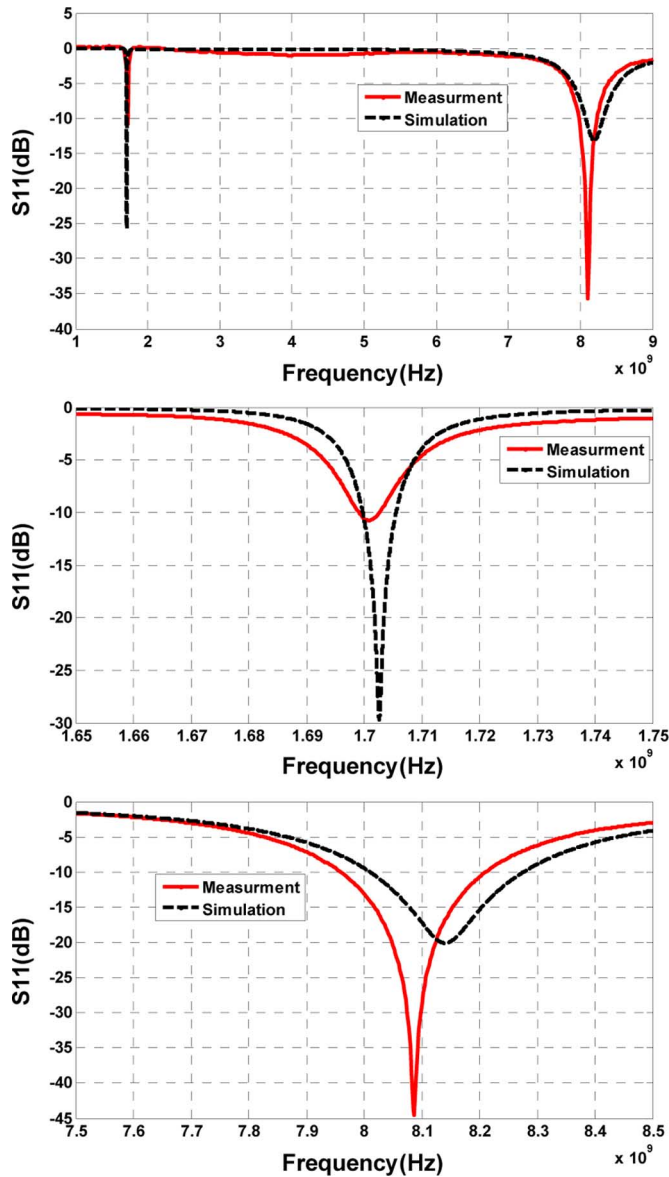 5
0
-5
-10
-15
-20
-25
-30
-35
-40
S11(dB)
Measurment
Simulation
1 2 3 4 5 6 7 8 9
Frequency(Hz)
x 10^9
0
-5
-10
-15
-20
-25
-30
S11(dB)
Measurment
Simulation
1.65 1.66 1.67 1.68 1.69 1.7 1.71 1.72 1.73 1.74 1.75
Frequency(Hz)
x 10^9
0
-5
-10
-15
-20
-25
-30
-35
-40
-45
S11(dB)
Measurment
Simulation
7.5 7.6 7.7 7.8 7.9 8 8.1 8.2 8.3 8.4 8.5
Frequency(Hz)
x 10^9